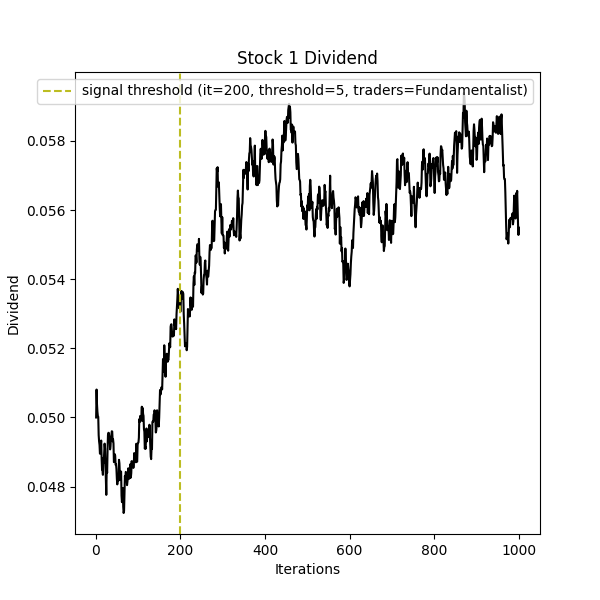 Stock 1 Dividend
signal threshold (it=200, threshold=5, traders=Fundamentalist)
0.058
0.056
0.054
0.052
0.050
0.048
Dividend
0 200 400 600 800 1000
Iterations